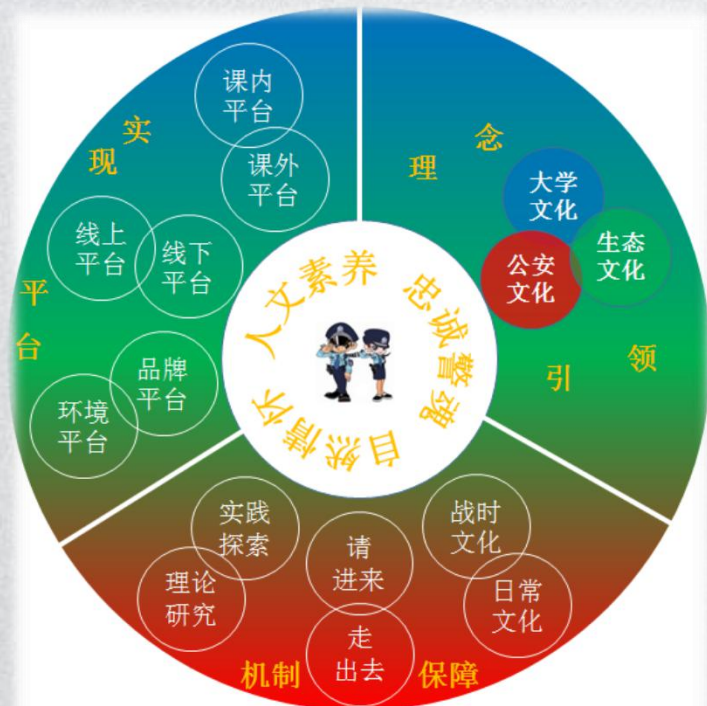 课内
平台
课外
平台
实现
线上
平台
线下
平台
平台
品牌
平台
环境
平台
理念
大学
文化
生态
文化
公安
文化
引领
人文素养
忠诚警魂
自然情怀
实践
探索
理论
研究
请
进来
走
出去
战时
文化
日常
文化
机制
保障